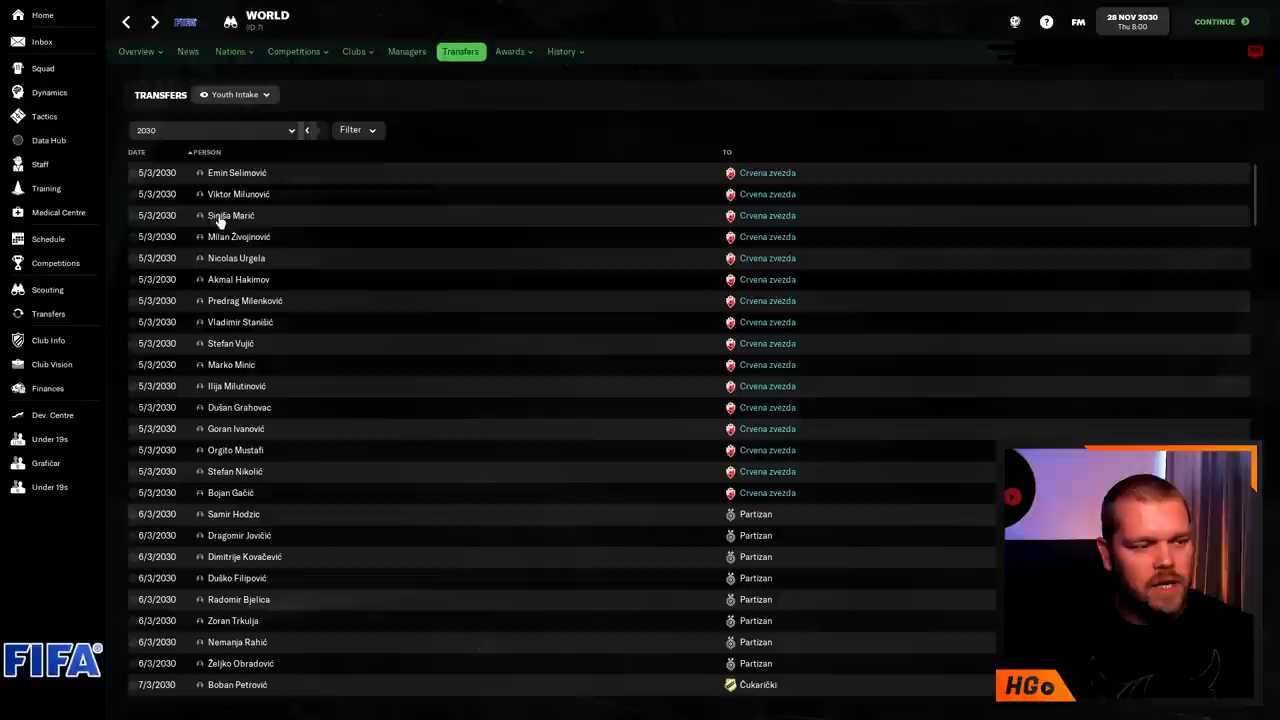 Home
Inbox
Squad
Dynamics
Tactics
Data Hub
Staff
Training
Medical Centre
Schedule
Competitions
Scouting
Transfers
Club Info
Club Vision
Finances
Dev. Centre
Under 19s
Grafičar
Under 19s
FIFA
FIFA
WORLD
(ID:7)
FM
28 NOV 2030
Thu 8:00
CONTINUE
Overview
News
Nations
Competitions
Clubs
Managers
Transfers
Awards
History
TRANSFERS
Youth Intake
2030
Filter
DATE PERSON TO
5/3/2030 Emin Selimović Crvena zvezda
5/3/2030 Viktor Milunović Crvena zvezda
5/3/2030 Siniša Marić Crvena zvezda
5/3/2030 Milan Živojinović Crvena zvezda
5/3/2030 Nicolas Urgela Crvena zvezda
5/3/2030 Akmal Hakimov Crvena zvezda
5/3/2030 Predrag Milenković Crvena zvezda
5/3/2030 Vladimir Stanišić Crvena zvezda
5/3/2030 Stefan Vujić Crvena zvezda
5/3/2030 Marko Minic Crvena zvezda
5/3/2030 Ilija Milutinović Crvena zvezda
5/3/2030 Dušan Grahovac Crvena zvezda
5/3/2030 Goran Ivanović Crvena zvezda
5/3/2030 Orgito Mustafi Crvena zvezda
5/3/2030 Stefan Nikolić Crvena zvezda
5/3/2030 Bojan Gačić Crvena zvezda
6/3/2030 Samir Hodzic Partizan
6/3/2030 Dragomir Jovičić Partizan
6/3/2030 Dimitrije Kovačević Partizan
6/3/2030 Duško Filipović Partizan
6/3/2030 Radomir Bjelica Partizan
6/3/2030 Zoran Trkulja Partizan
6/3/2030 Nemanja Rahić Partizan
6/3/2030 Željko Obradović Partizan
7/3/2030 Boban Petrović Čukarički
HGo